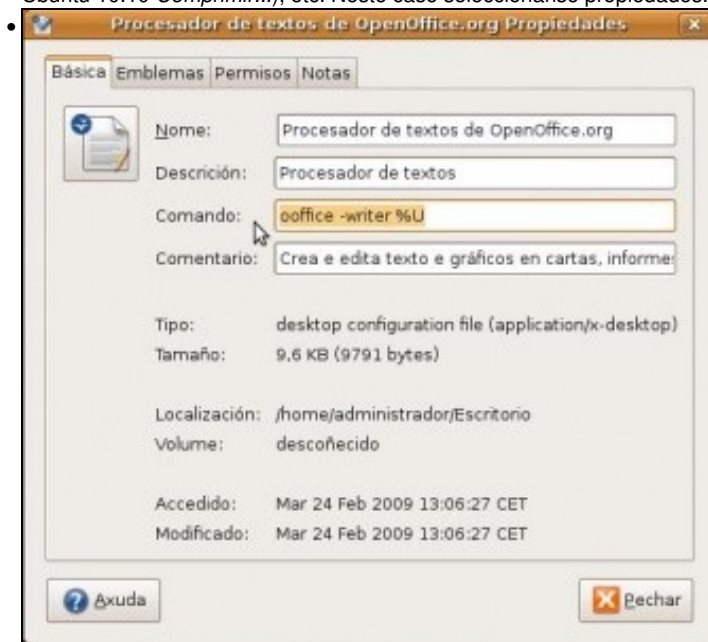 Procesador de textos de OpenOffice.org Propiedades
Básica Emblemas Permisos Notas
Nome: Procesador de textos de OpenOffice.org
Descrición: Procesador de textos
Comando: ooffice -writer %U
Comentario: Crea e edita texto e gráficos en cartas, informes
Tipo: desktop configuration file (application/x-desktop)
Tamaño: 9,6 KB (9791 bytes)
Localización: /home/administrador/Escritorio
Volume: descoñecido
Accedido: Mar 24 Feb 2009 13:06:27 CET
Modificado: Mar 24 Feb 2009 13:06:27 CET
Axuda
Pechar